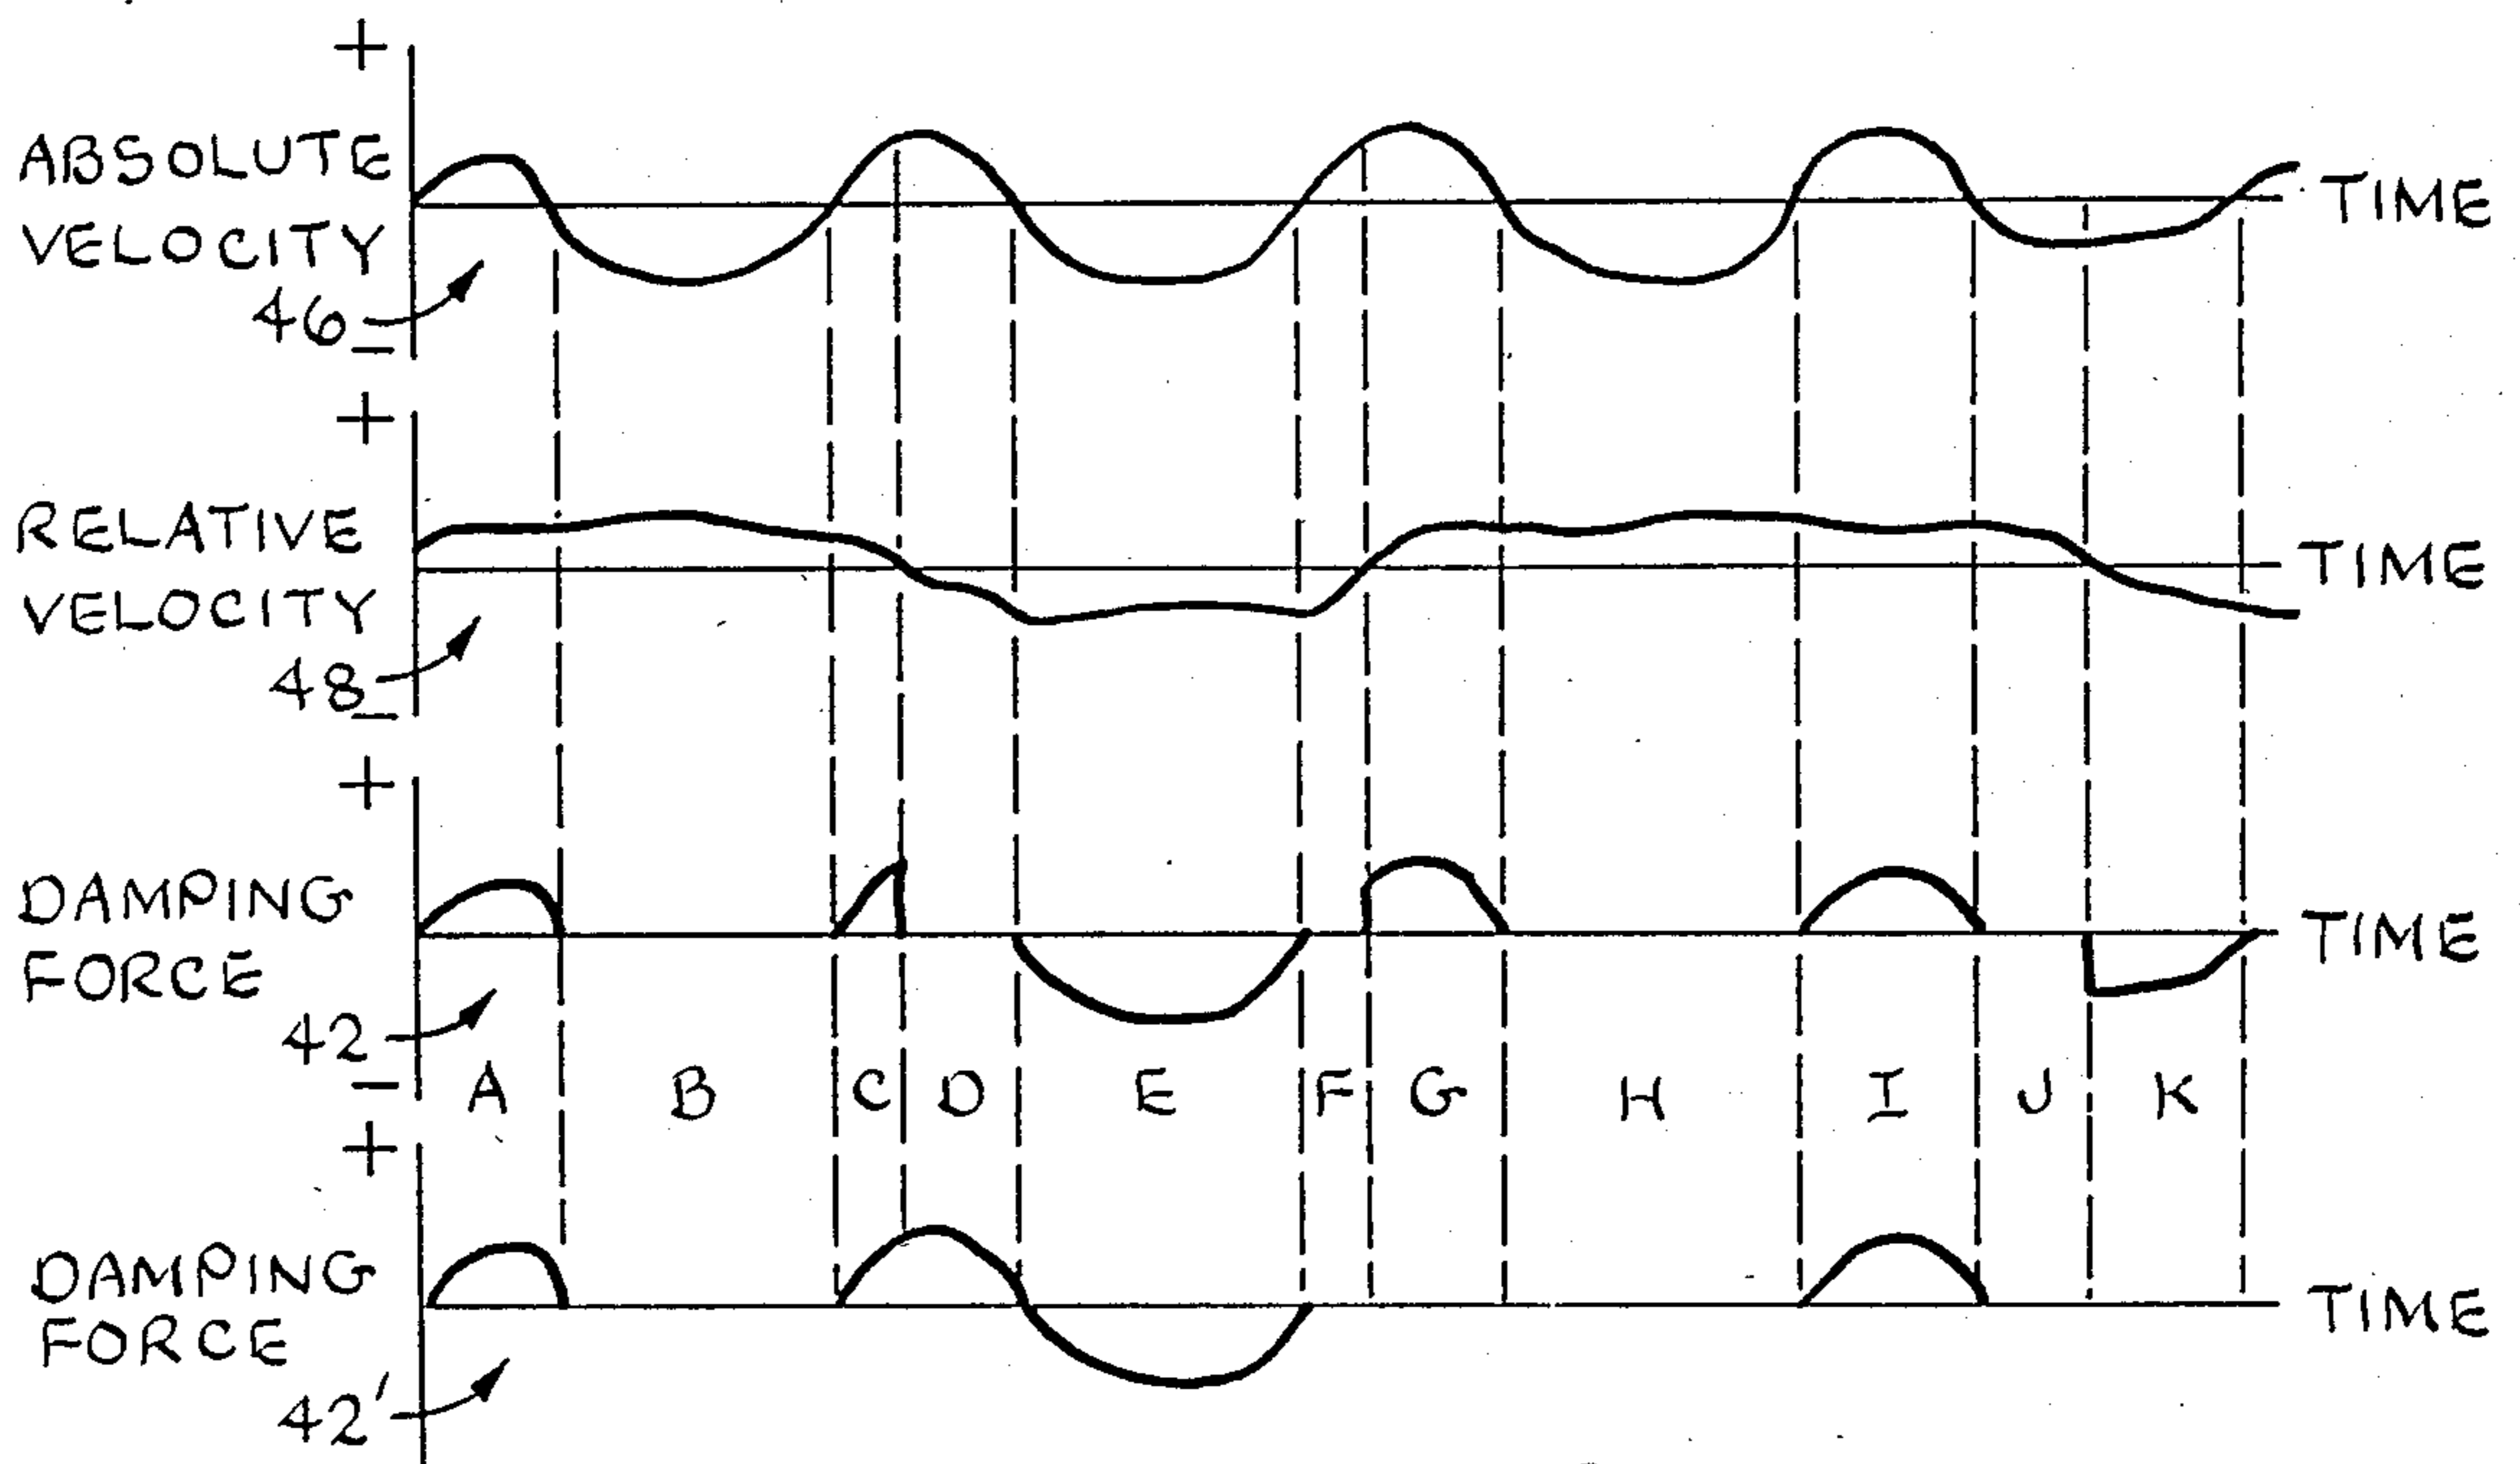 +
ABSOLUTE
VELOCITY
46
−
TIME
+
RELATIVE
VELOCITY
48
−
TIME
+
DAMPING
FORCE
42
−
TIME
A B C D E F G H I J K
+
DAMPING
FORCE
42'
TIME